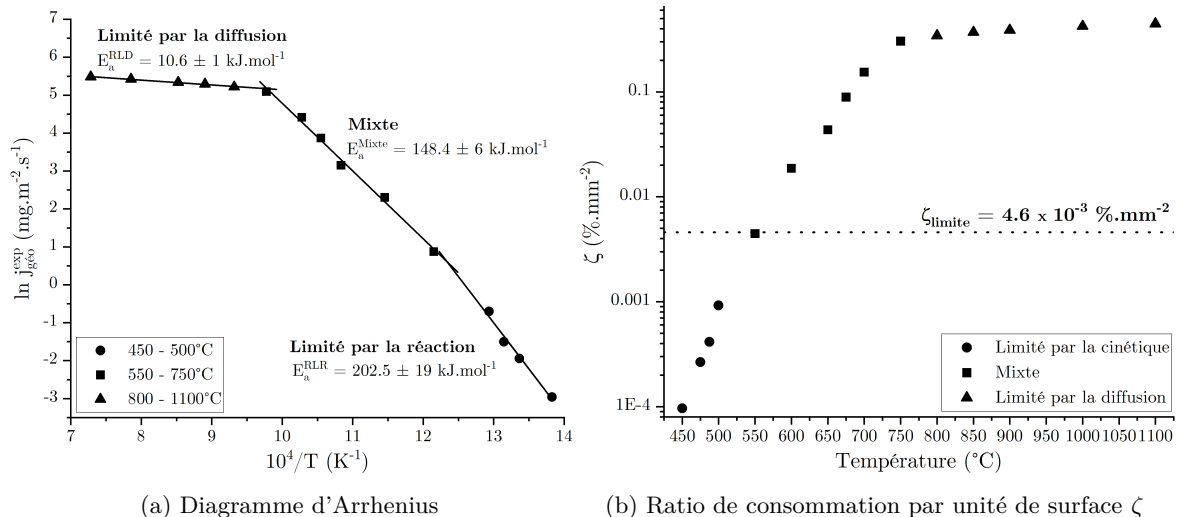 7
6
5
4
3
2
1
0
-1
-2
-3
ln j_géo^exp (mg.m⁻².s⁻¹)
Limité par la diffusion
E_a^RLD = 10.6 ± 1 kJ.mol⁻¹
Mixte
E_a^Mixte = 148.4 ± 6 kJ.mol⁻¹
Limité par la réaction
E_a^RLR = 202.5 ± 19 kJ.mol⁻¹
450 - 500°C
550 - 750°C
800 - 1100°C
7 8 9 10 11 12 13 14
10⁴/T (K⁻¹)
(a) Diagramme d'Arrhenius
0.1
0.01
0.001
1E-4
ζ (%.mm⁻²)
ζ_limite = 4.6 x 10⁻³ %.mm⁻²
Limité par la cinétique
Mixte
Limité par la diffusion
450 500 550 600 650 700 750 800 850 900 950 1000 1050 1100
Température (°C)
(b) Ratio de consommation par unité de surface ζ